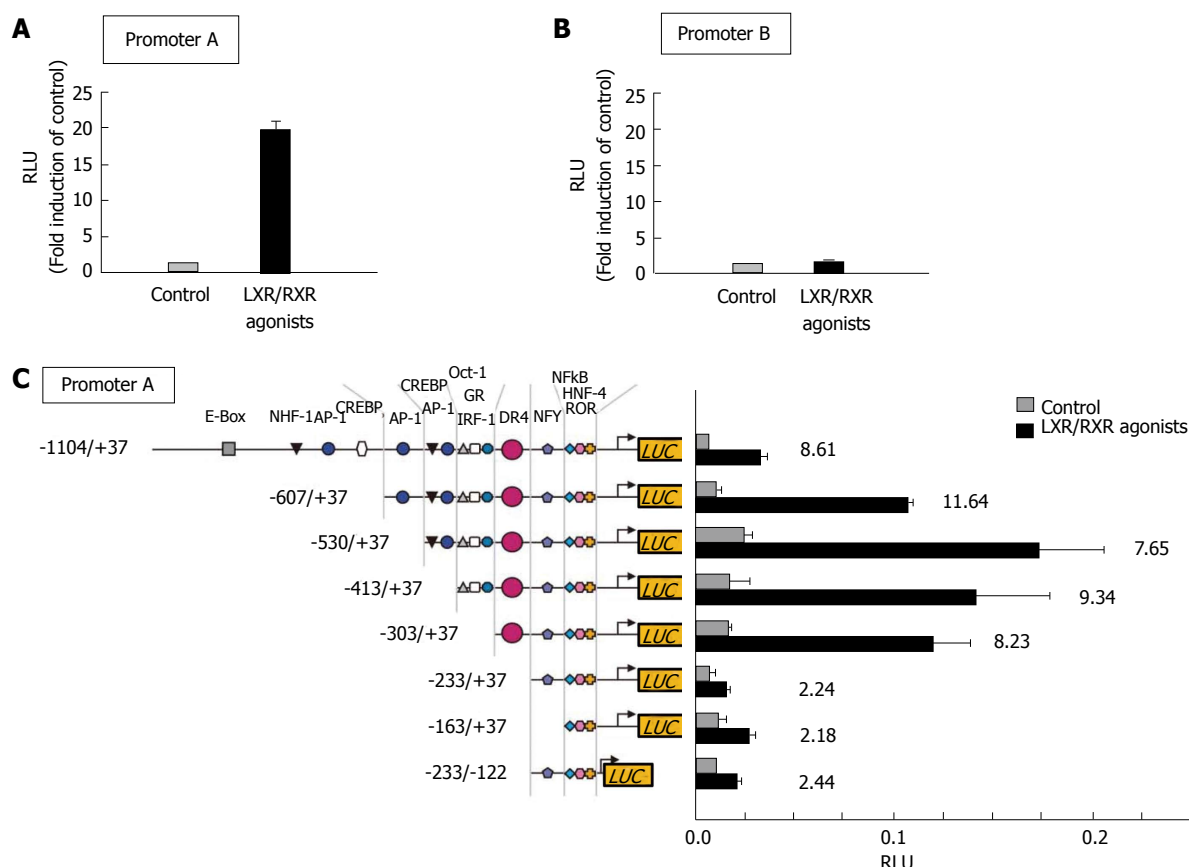 A
Promoter A
RLU
(Fold induction of control)
25
20
15
10
5
0
Control
LXR/RXR
agonists
B
Promoter B
RLU
(Fold induction of control)
25
20
15
10
5
0
Control
LXR/RXR
agonists
C
Promoter A
E-Box
NHF-1
AP-1
CREBP
AP-1
CREBP
AP-1
Oct-1
GR
IRF-1
DR4
NFY
NFkB
HNF-4
ROR
Control
LXR/RXR agonists
-1104/+37 LUC 8.61
-607/+37 LUC 11.64
-530/+37 LUC 7.65
-413/+37 LUC 9.34
-303/+37 LUC 8.23
-233/+37 LUC 2.24
-163/+37 LUC 2.18
-233/-122 LUC 2.44
0.0 0.1 0.2
RLU